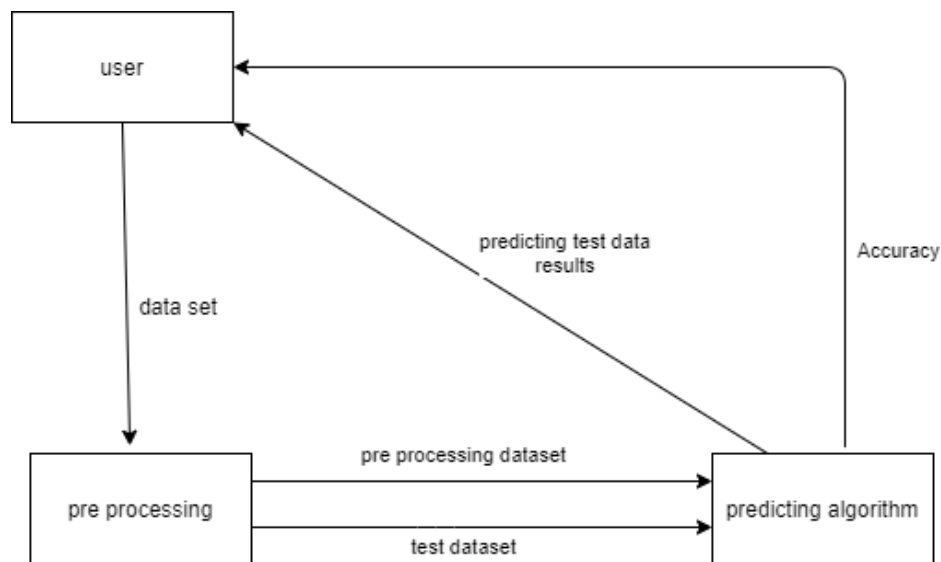 user
predicting test data
results
Accuracy
data set
pre processing dataset
pre processing
predicting algorithm
test dataset